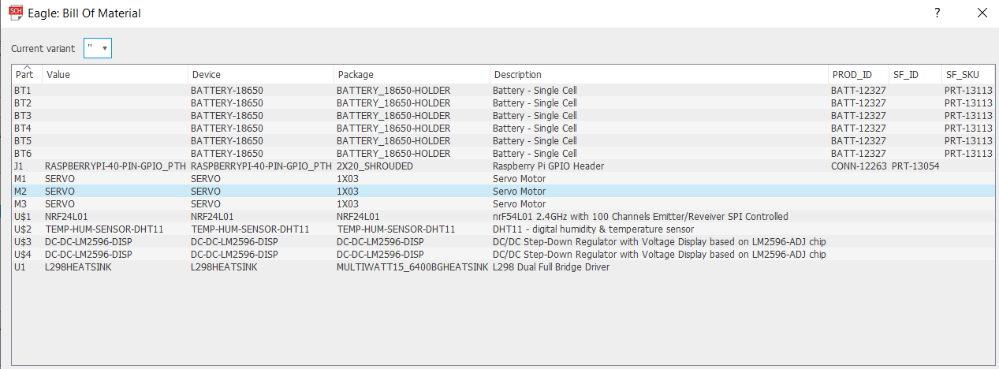 SCH Eagle: Bill Of Material ? 
Current variant ''
Part Value Device Package Description PROD_ID SF_ID SF_SKU
BT1 BATTERY-18650 BATTERY_18650-HOLDER Battery - Single Cell BATT-12327 PRT-13113
BT2 BATTERY-18650 BATTERY_18650-HOLDER Battery - Single Cell BATT-12327 PRT-13113
BT3 BATTERY-18650 BATTERY_18650-HOLDER Battery - Single Cell BATT-12327 PRT-13113
BT4 BATTERY-18650 BATTERY_18650-HOLDER Battery - Single Cell BATT-12327 PRT-13113
BT5 BATTERY-18650 BATTERY_18650-HOLDER Battery - Single Cell BATT-12327 PRT-13113
BT6 BATTERY-18650 BATTERY_18650-HOLDER Battery - Single Cell BATT-12327 PRT-13113
J1 RASPBERRYPI-40-PIN-GPIO_PTH RASPBERRYPI-40-PIN-GPIO_PTH 2X20_SHROUDED Raspberry Pi GPIO Header CONN-12263 PRT-13054
M1 SERVO SERVO 1X03 Servo Motor
M2 SERVO SERVO 1X03 Servo Motor
M3 SERVO SERVO 1X03 Servo Motor
U$1 NRF24L01 NRF24L01 NRF24L01 nrF54L01 2.4GHz with 100 Channels Emitter/Reveiver SPI Controlled
U$2 TEMP-HUM-SENSOR-DHT11 TEMP-HUM-SENSOR-DHT11 TEMP-HUM-SENSOR-DHT11 DHT11 - digital humidity & temperature sensor
U$3 DC-DC-LM2596-DISP DC-DC-LM2596-DISP DC-DC-LM2596-DISP DC/DC Step-Down Regulator with Voltage Display based on LM2596-ADJ chip
U$4 DC-DC-LM2596-DISP DC-DC-LM2596-DISP DC-DC-LM2596-DISP DC/DC Step-Down Regulator with Voltage Display based on LM2596-ADJ chip
U1 L298HEATSINK L298HEATSINK MULTIWATT15_6400BGHEATSINK L298 Dual Full Bridge Driver